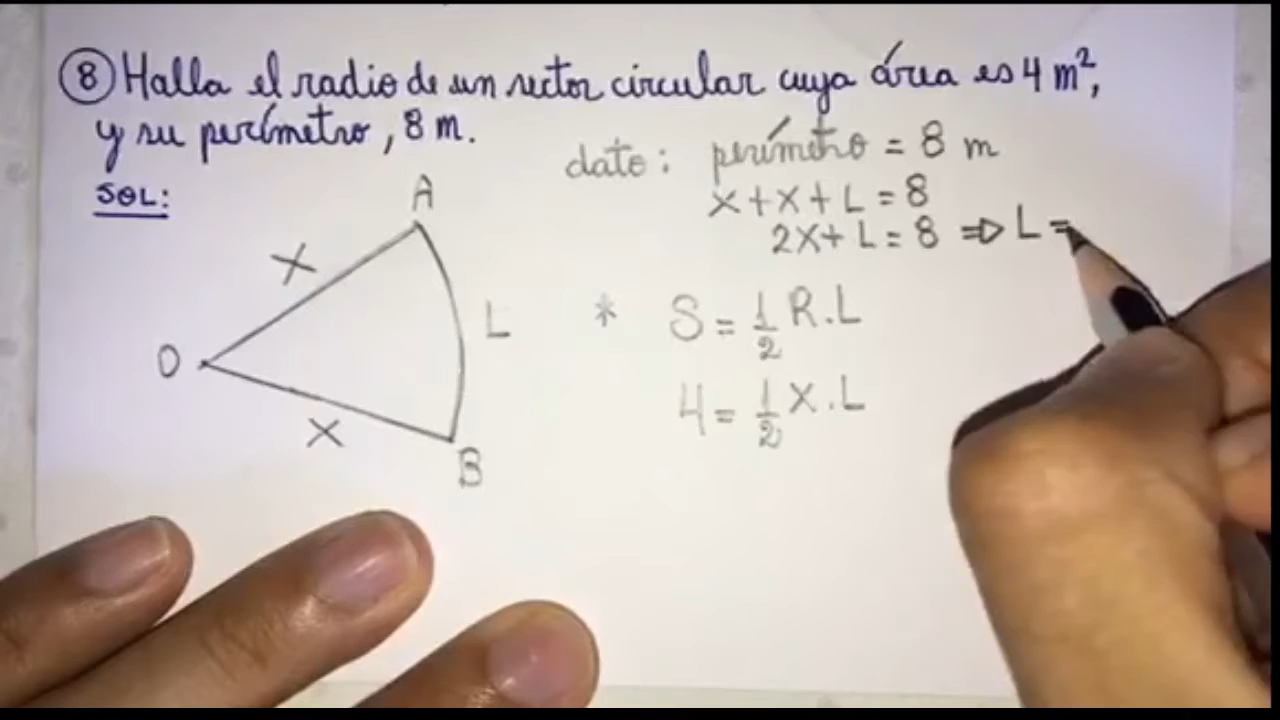 ⑧ Halla el radio de un sector circular cuya área es 4 m²,
y su perímetro, 8 m.
SOL:
dato: perímetro = 8 m
x + x + L = 8
2x + L = 8 ⇒ L =
A
x
L
O
x
B
* S = 1/2 R.L
4 = 1/2 x.L